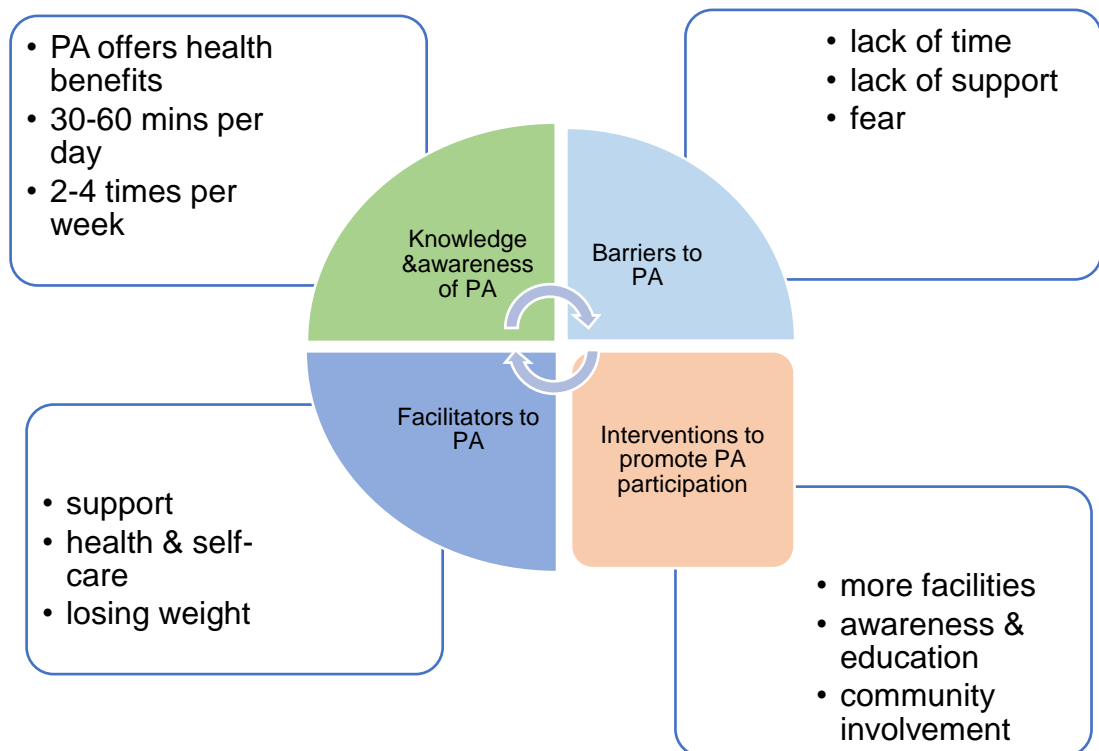 • PA offers health
benefits
• 30-60 mins per
day
• 2-4 times per
week
• lack of time
• lack of support
• fear
Knowledge
&awareness
of PA
Barriers to
PA
Facilitators to
PA
Interventions to
promote PA
participation
• support
• health & self-
care
• losing weight
• more facilities
• awareness &
education
• community
involvement